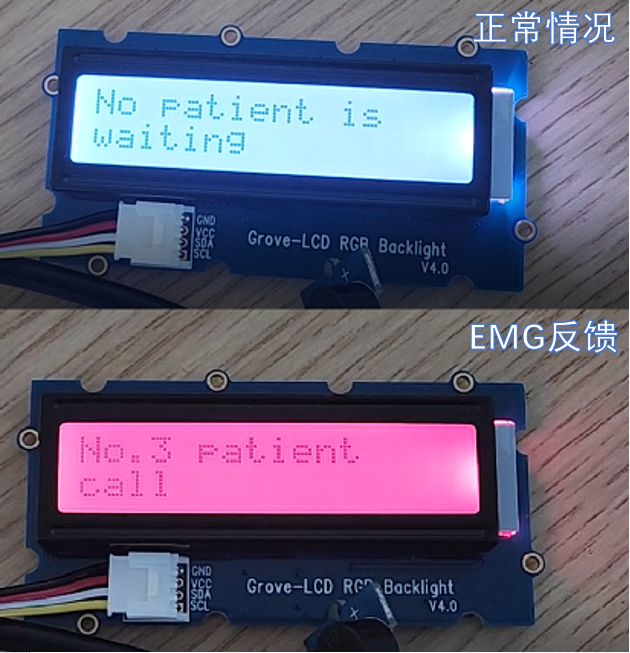 正常情况
No patient is
waiting
GND
VCC
SDA
SCL
Grove-LCD RGB Backlight
V4.0
EMG反馈
No.3 patient
call
GND
VCC
SDA
SCL
Grove-LCD RGB Backlight
V4.0